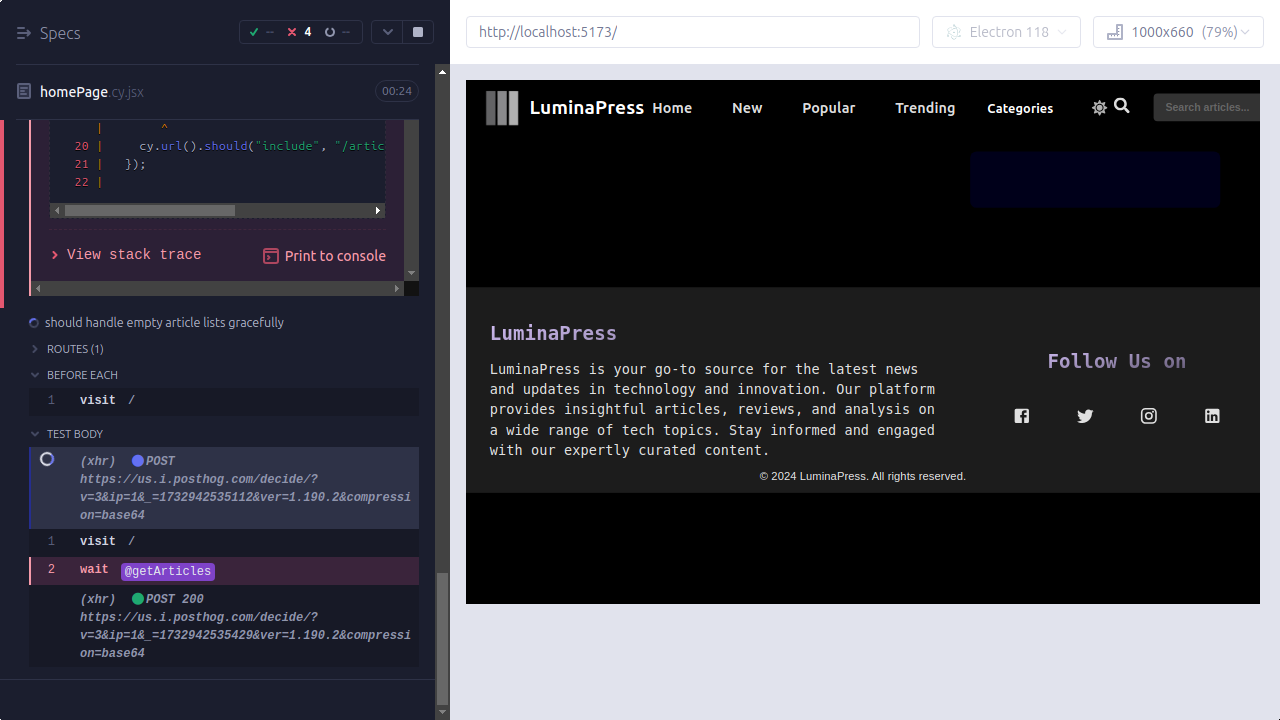 Specs
--
4
--
http://localhost:5173/
Electron 118
1000x660 (79%)
homePage.cy.jsx
00:24
| ^
20 | cy.url().should("include", "/artic
21 | });
22 |
View stack trace
Print to console
should handle empty article lists gracefully
ROUTES (1)
BEFORE EACH
1 visit /
TEST BODY
(xhr) POST
https://us.i.posthog.com/decide/?
v=3&ip=1&_=1732942535112&ver=1.190.2&compressi
on=base64
1 visit /
2 wait @getArticles
(xhr) POST 200
https://us.i.posthog.com/decide/?
v=3&ip=1&_=1732942535429&ver=1.190.2&compressi
on=base64
LuminaPress
Home
New
Popular
Trending
Categories
Search articles...
LuminaPress
LuminaPress is your go-to source for the latest news
and updates in technology and innovation. Our platform
provides insightful articles, reviews, and analysis on
a wide range of tech topics. Stay informed and engaged
with our expertly curated content.
Follow Us on
© 2024 LuminaPress. All rights reserved.